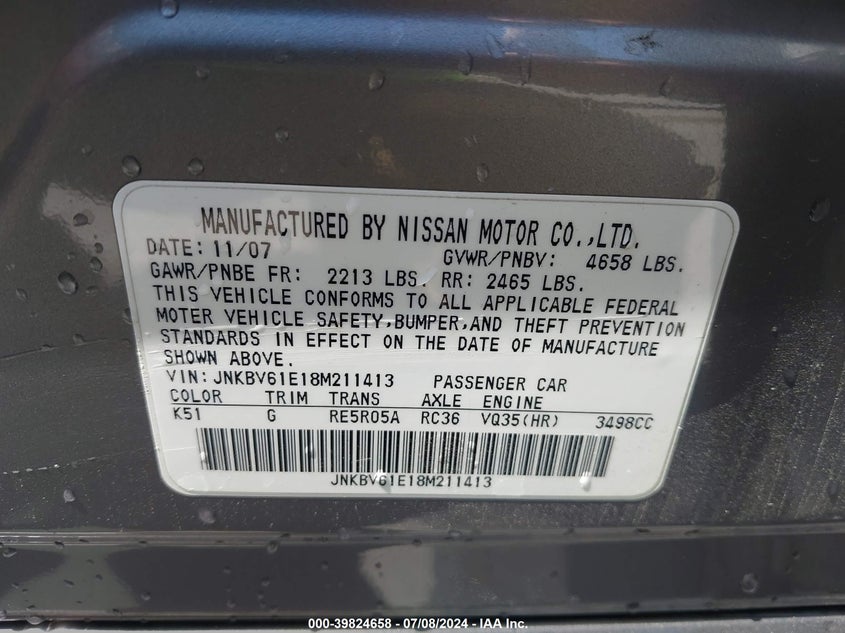 MANUFACTURED BY NISSAN MOTOR CO.,LTD.
DATE: 11/07 GVWR/PNBV: 4658 LBS.
GAWR/PNBE FR: 2213 LBS. RR: 2465 LBS.
THIS VEHICLE CONFORMS TO ALL APPLICABLE FEDERAL
MOTER VEHICLE SAFETY,BUMPER,AND THEFT PREVENTION
STANDARDS IN EFFECT ON THE DATE OF MANUFACTURE
SHOWN ABOVE.
VIN: JNKBV61E18M211413 PASSENGER CAR
COLOR TRIM TRANS AXLE ENGINE
K51 G RE5R05A RC36 VQ35(HR) 3498CC
JNKBV61E18M211413
000-39824658 - 07/08/2024 - IAA Inc.